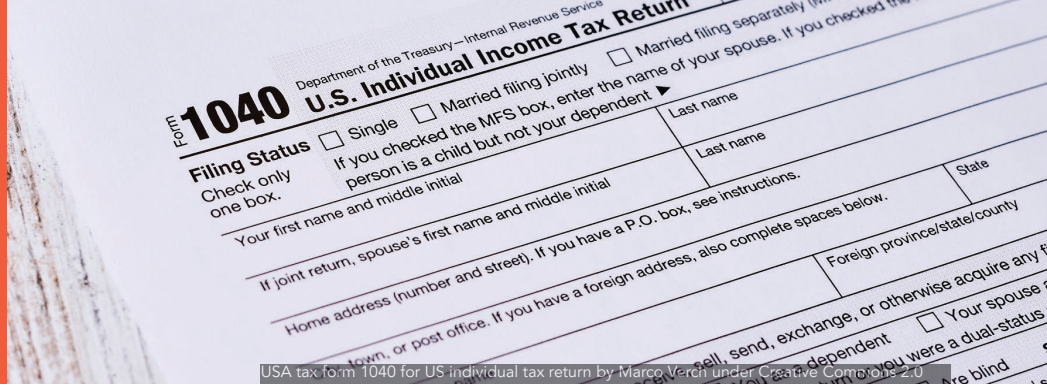 Department of the Treasury—Internal Revenue Service
Form 1040
U.S. Individual Income Tax Return
Filing Status
Check only
one box.
Single
Married filing jointly
Married filing separately
If you checked the MFS box, enter the name of your spouse. If you checked the
person is a child but not your dependent ▶
Your first name and middle initial
Last name
If joint return, spouse's first name and middle initial
Last name
Home address (number and street). If you have a P.O. box, see instructions.
town, or post office. If you have a foreign address, also complete spaces below.
State
Foreign province/state/county
sell, send, exchange, or otherwise acquire any
as a dependent
Your spouse
or you were a dual-status
Are blind
USA tax form 1040 for US individual tax return by Marco Verch under Creative Commons 2.0